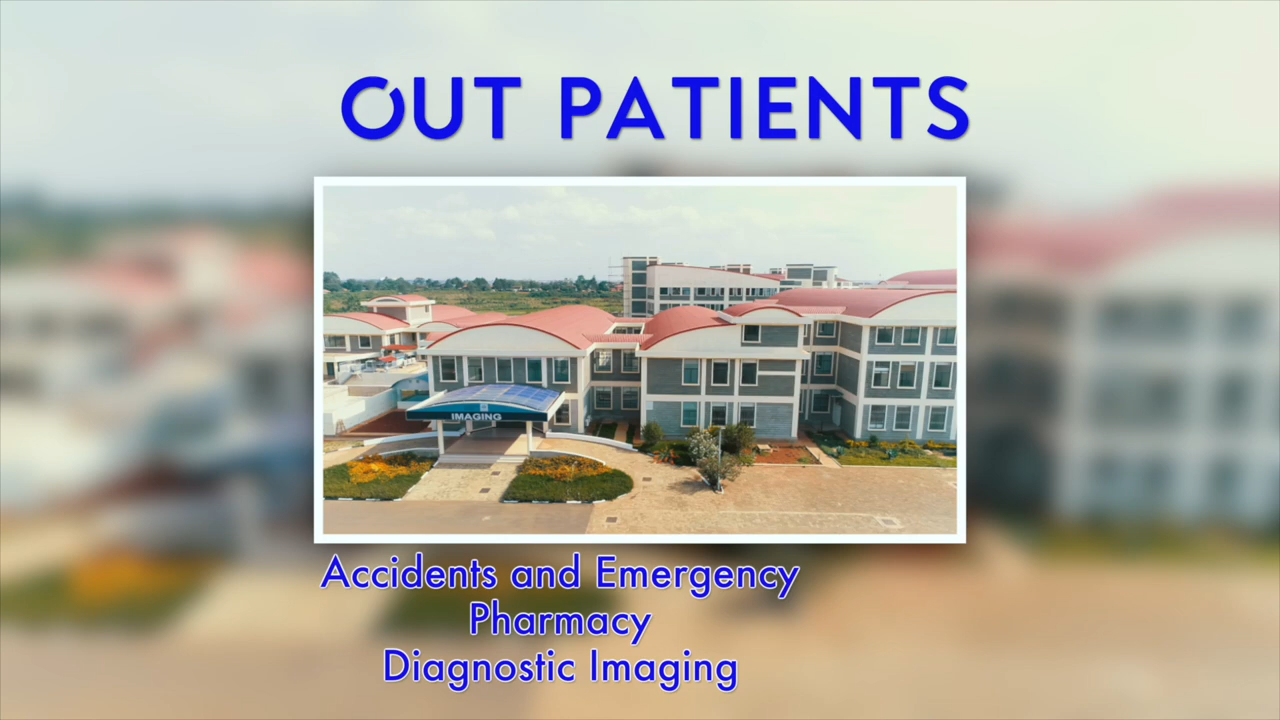 OUT PATIENTS
IMAGING
Accidents and Emergency
Pharmacy
Diagnostic Imaging